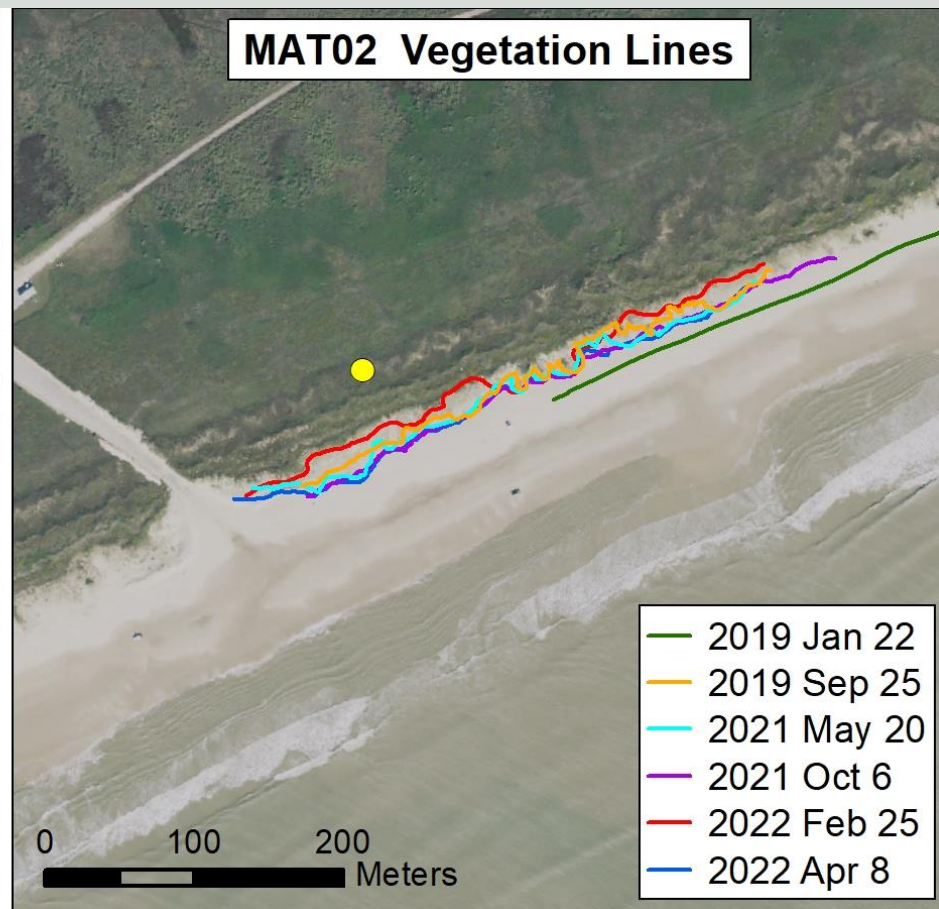 MAT02 Vegetation Lines
2019 Jan 22
2019 Sep 25
2021 May 20
2021 Oct 6
2022 Feb 25
2022 Apr 8
0 100 200
Meters